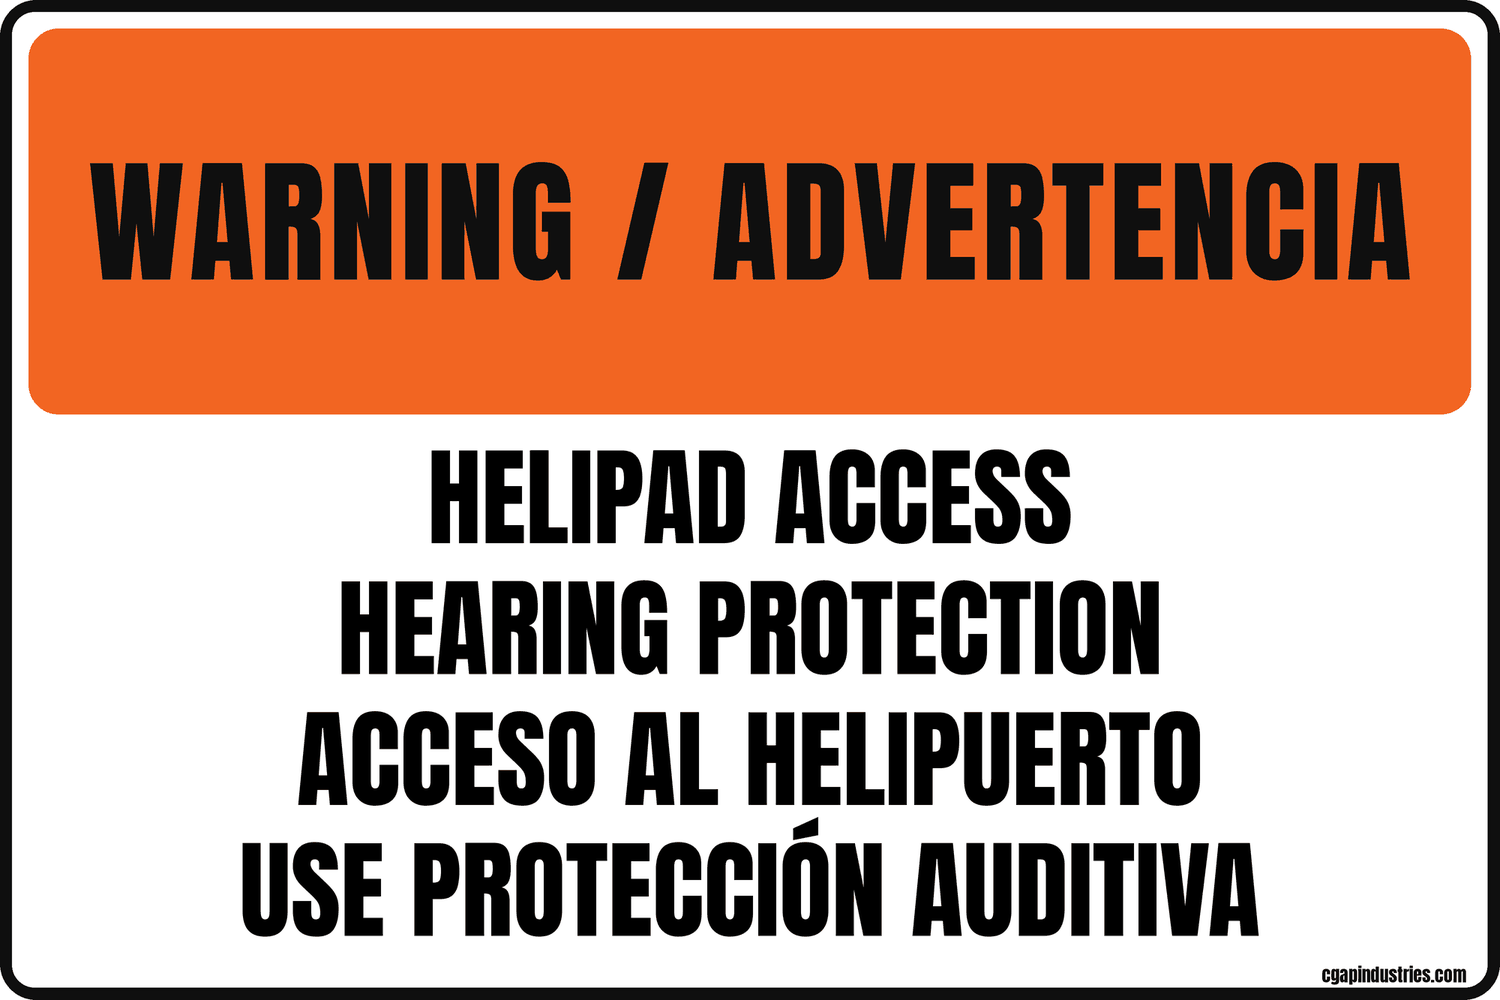 WARNING / ADVERTENCIA
HELIPAD ACCESS
HEARING PROTECTION
ACCESO AL HELIPUERTO
USE PROTECCIÓN AUDITIVA
cgapindustries.com